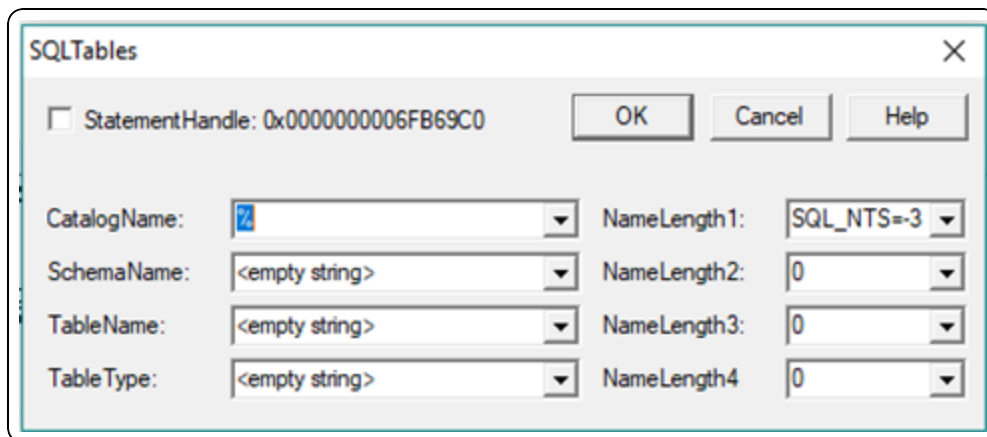 SQLTables
StatementHandle: 0x0000000006FB69C0 OK Cancel Help
CatalogName: % NameLength1: SQL_NTS=-3
SchemaName: <empty string> NameLength2: 0
TableName: <empty string> NameLength3: 0
TableType: <empty string> NameLength4 0